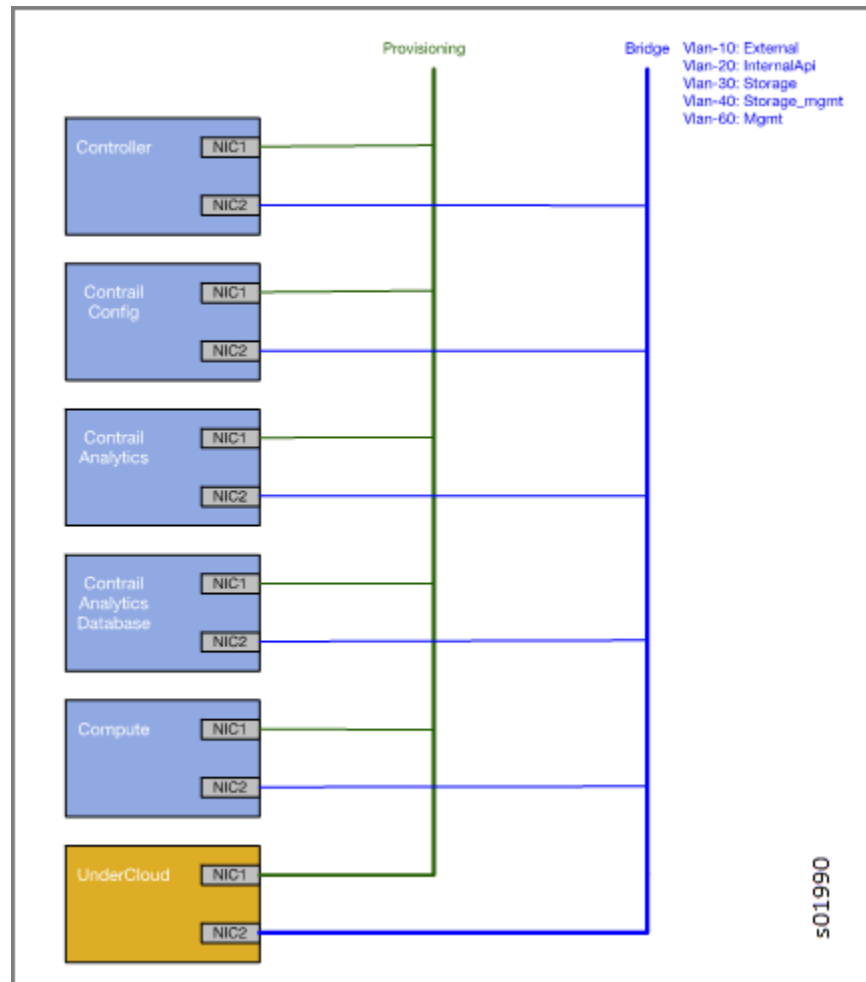 Provisioning
Bridge
Vlan-10: External
Vlan-20: InternalApi
Vlan-30: Storage
Vlan-40: Storage_mgmt
Vlan-60: Mgmt
Controller
NIC1
NIC2
Contrail
Config
NIC1
NIC2
Contrail
Analytics
NIC1
NIC2
Contrail
Analytics
Database
NIC1
NIC2
Compute
NIC1
NIC2
UnderCloud
NIC1
NIC2
s01990